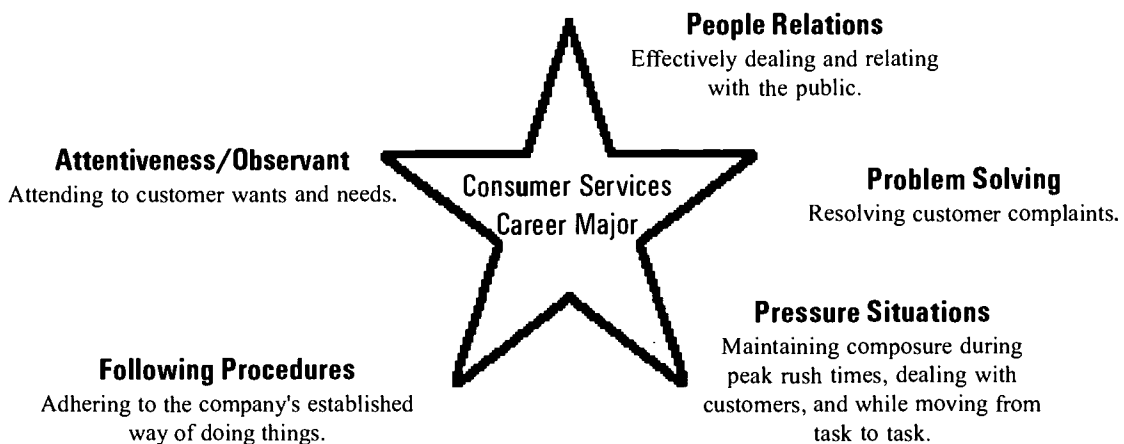 People Relations
Effectively dealing and relating
with the public.
Attentiveness/Observant
Attending to customer wants and needs.
Consumer Services
Career Major
Problem Solving
Resolving customer complaints.
Pressure Situations
Maintaining composure during
peak rush times, dealing with
customers, and while moving from
task to task.
Following Procedures
Adhering to the company's established
way of doing things.